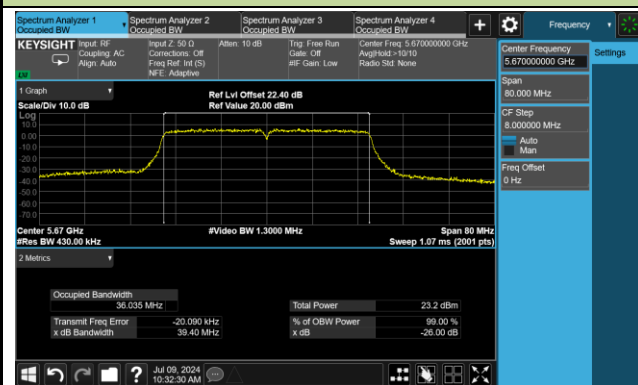 Spectrum Analyzer 1
Occupied BW
Spectrum Analyzer 2
Occupied BW
Spectrum Analyzer 3
Occupied BW
Spectrum Analyzer 4
Occupied BW
+
Frequency
KEYSIGHT
Input: RF
Coupling: AC
Align: Auto
Input Z: 50 Ω
Corrections: Off
Freq Ref: Int (S)
NFE: Adaptive
Atten: 10 dB
Trig: Free Run
Gate: Off
#IF Gain: Low
Center Freq: 5.670000000 GHz
Avg|Hold:>10/10
Radio Std: None
LXI
Center Frequency
5.670000000 GHz
Settings
Span
80.000 MHz
CF Step
8.000000 MHz
Auto
Man
Freq Offset
0 Hz
1 Graph
Scale/Div 10.0 dB
Ref Lvl Offset 22.40 dB
Ref Value 20.00 dBm
Log
10.0
0.00
-10.0
-20.0
-30.0
-40.0
-50.0
-60.0
-70.0
Center 5.67 GHz
#Res BW 430.00 kHz
#Video BW 1.3000 MHz
Span 80 MHz
Sweep 1.07 ms (2001 pts)
2 Metrics
Occupied Bandwidth
36.035 MHz
Transmit Freq Error -20.090 kHz
x dB Bandwidth 39.40 MHz
Total Power 23.2 dBm
% of OBW Power 99.00 %
x dB -26.00 dB
?
Jul 09, 2024
10:32:30 AM